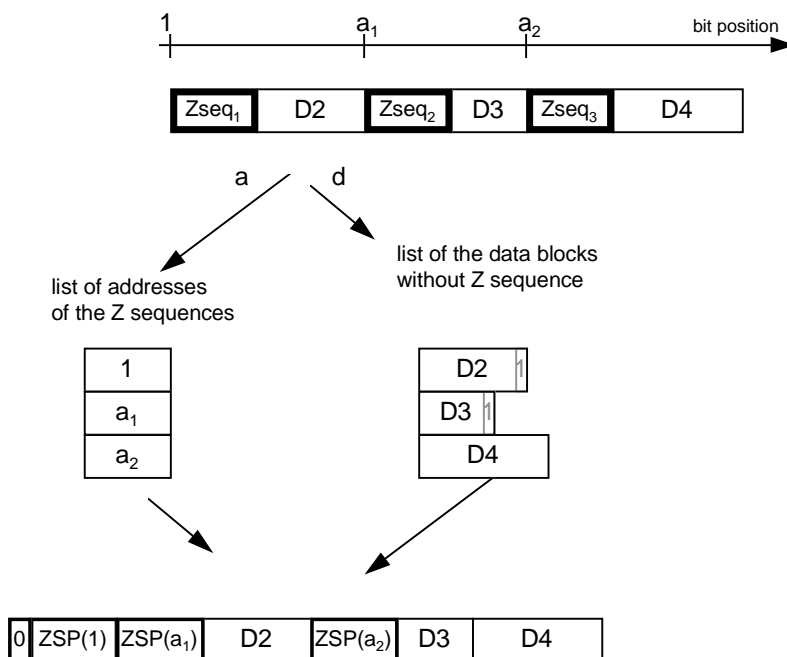 1 a₁ a₂ bit position
Zseq₁ D2 Zseq₂ D3 Zseq₃ D4
a d
list of the data blocks
without Z sequence
list of addresses
of the Z sequences
1
a₁
a₂
D2 1
D3 1
D4
0 ZSP(1) ZSP(a₁) D2 ZSP(a₂) D3 D4